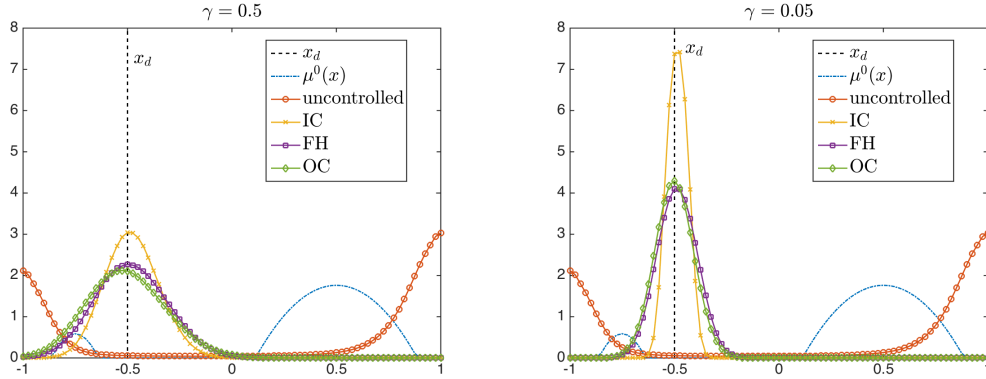 γ = 0.5
8
7
6
5
4
3
2
1
0
-1
-0.5
0
0.5
1
x_d
x_d
μ⁰(x)
uncontrolled
IC
FH
OC
γ = 0.05
8
7
6
5
4
3
2
1
0
-1
-0.5
0
0.5
1
x_d
x_d
μ⁰(x)
uncontrolled
IC
FH
OC